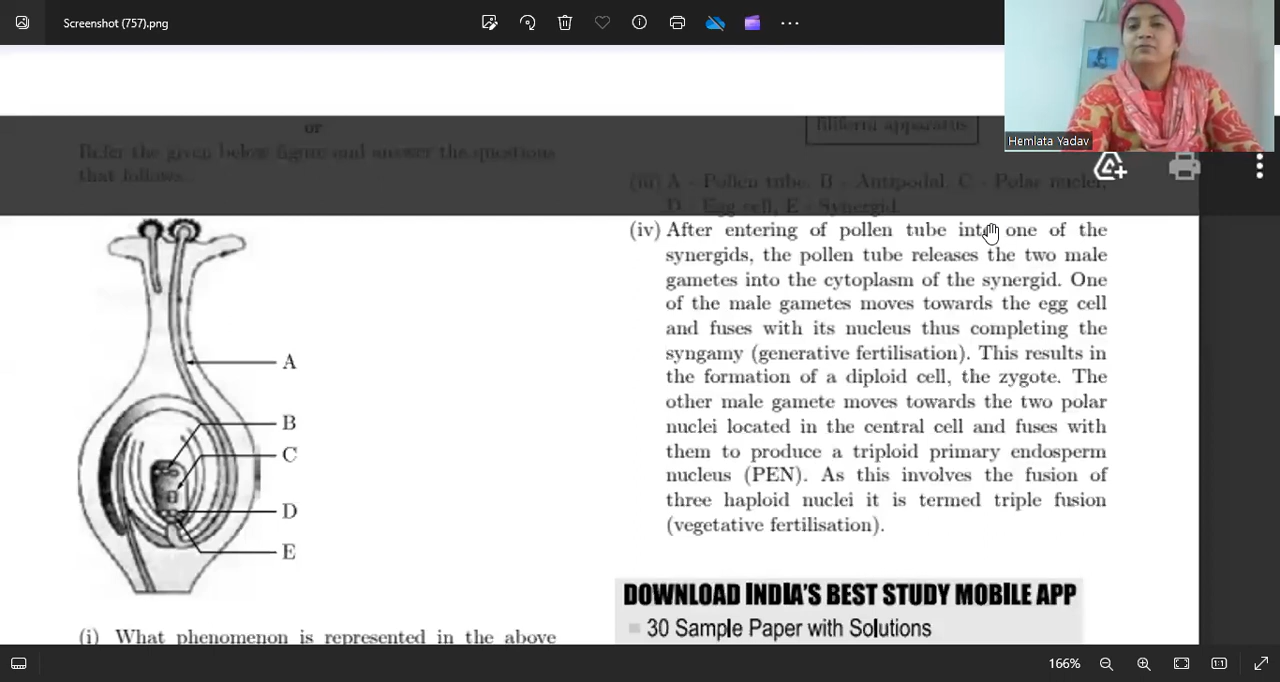 Screenshot (757).png
Hemlata Yadav
or
Refer the given below figure and answer the questions
that follows.
filiform apparatus
(iii) A - Pollen tube, B - Antipodal, C - Polar nuclei,
D - Egg cell, E - Synergid
(iv) After entering of pollen tube into one of the
synergids, the pollen tube releases the two male
gametes into the cytoplasm of the synergid. One
of the male gametes moves towards the egg cell
and fuses with its nucleus thus completing the
syngamy (generative fertilisation). This results in
the formation of a diploid cell, the zygote. The
other male gamete moves towards the two polar
nuclei located in the central cell and fuses with
them to produce a triploid primary endosperm
nucleus (PEN). As this involves the fusion of
three haploid nuclei it is termed triple fusion
(vegetative fertilisation).
A
B
C
D
E
(i) What phenomenon is represented in the above
DOWNLOAD INDIA'S BEST STUDY MOBILE APP
30 Sample Paper with Solutions
166%
1:1